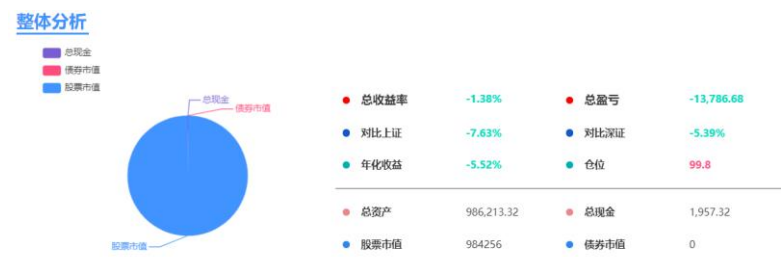 整体分析
总现金
债券市值
股票市值
总现金
债券市值
股票市值
总收益率 -1.38% 总盈亏 -13,786.68
对比上证 -7.63% 对比深证 -5.39%
年化收益 -5.52% 仓位 99.8
总资产 986,213.32 总现金 1,957.32
股票市值 984256 债券市值 0